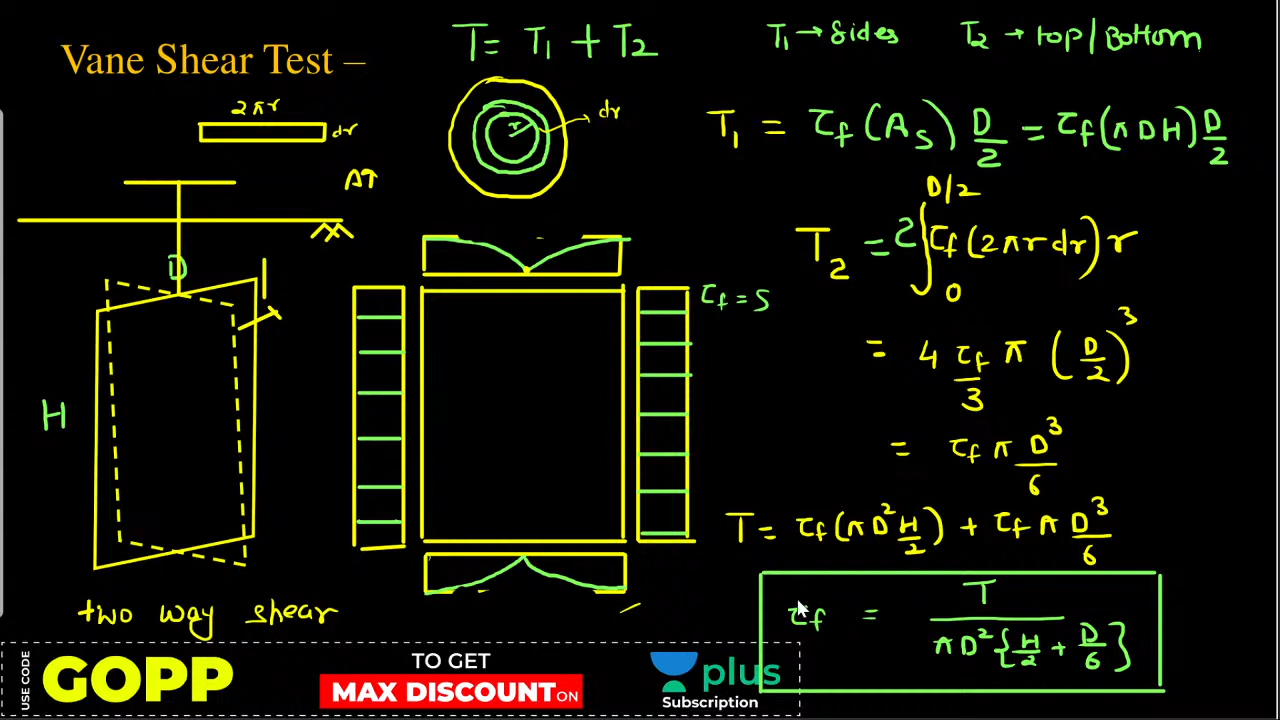 Vane Shear Test –
T = T₁ + T₂
T₁ → Sides
T₂ → top/Bottom
2πr
dr
r
dr
T₁ = τf (As) D/2 = τf (πDH) D/2
D
H
τf = S
T₂ = 2 ∫₀^(D/2) τf (2πr dr) r
= 4 τf/3 π (D/2)³
= τf π D³/6
T = τf (πD² H/2) + τf π D³/6
τf = T / πD² {H/2 + D/6}
two way shear
USE CODE
GOPP
TO GET
MAX DISCOUNT ON
plus
Subscription